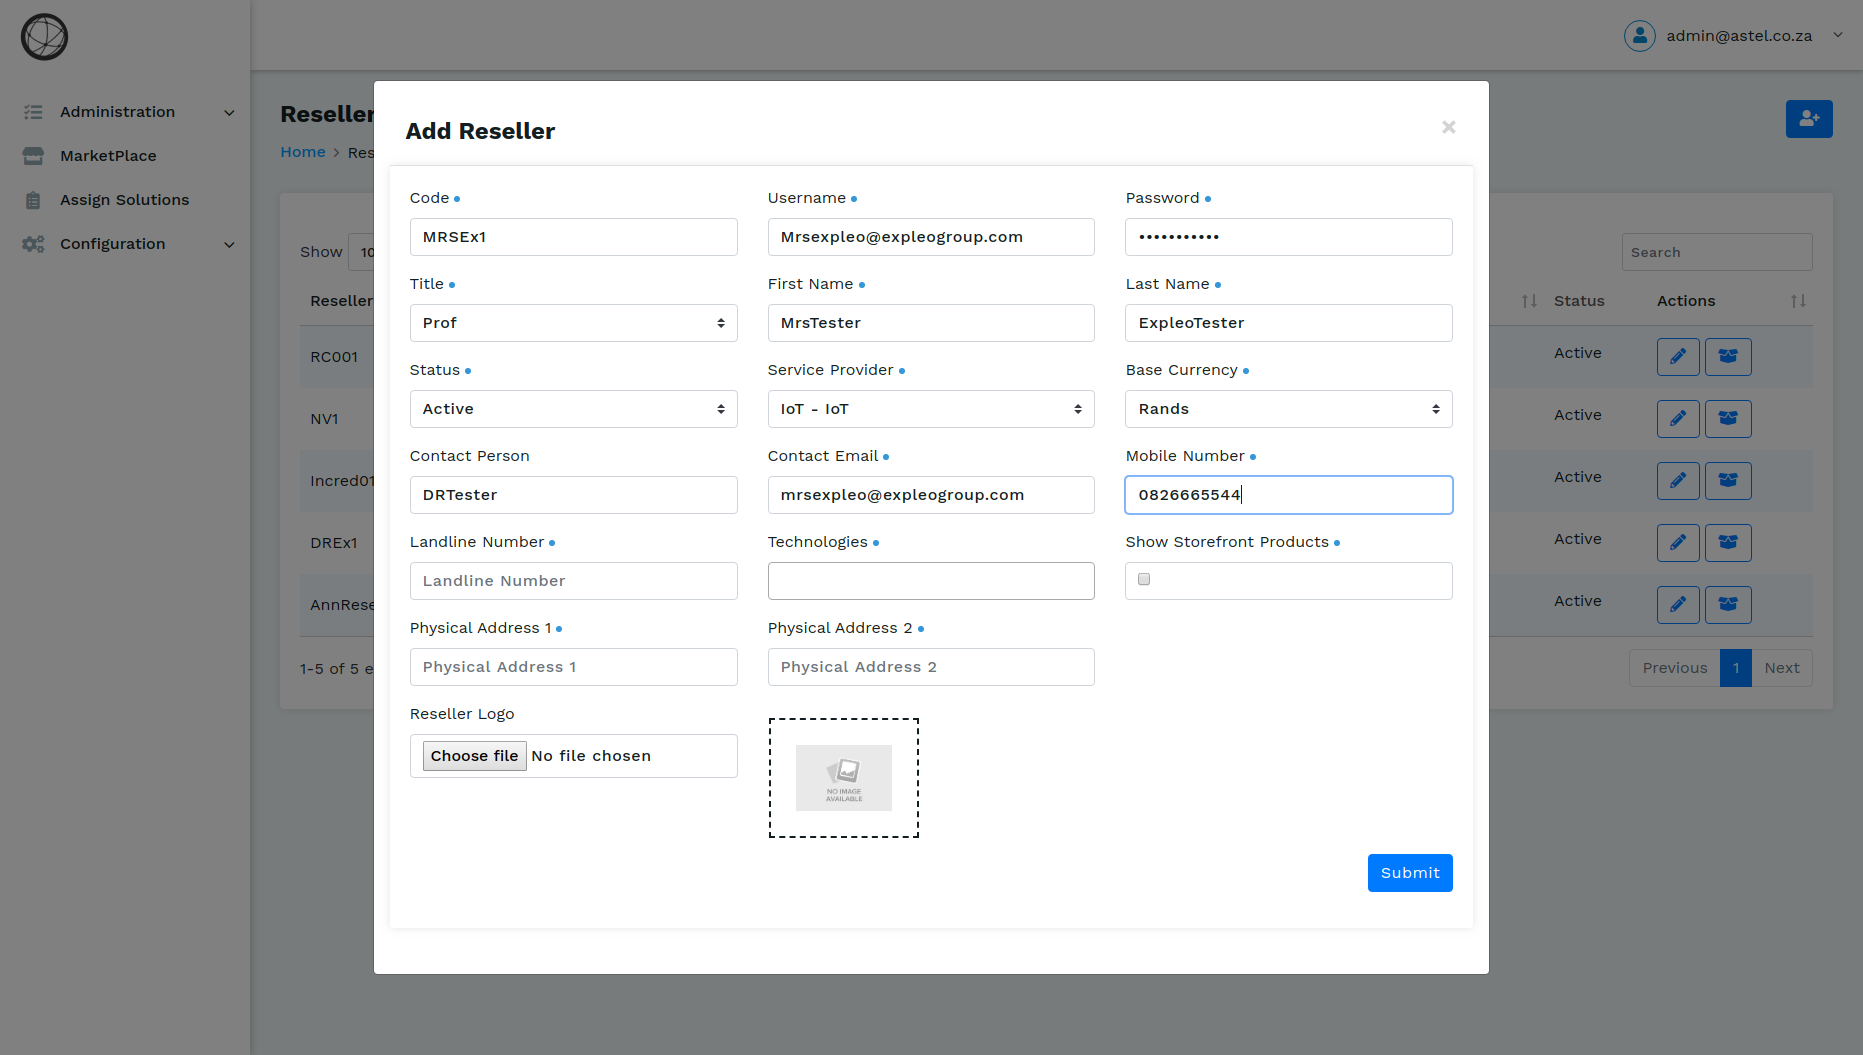 admin@astel.co.za
Administration
MarketPlace
Assign Solutions
Configuration
Reseller
Home > Res
Show 10
Search
Reseller
Status
Actions
RC001
Active
NV1
Active
Incred01
Active
DREx1
Active
AnnRese
Active
1-5 of 5 e
Previous 1 Next
Add Reseller
×
Code Username Password
MRSEx1 Mrsexpleo@expleogroup.com •••••••••••
Title First Name Last Name
Prof MrsTester ExpleoTester
Status Service Provider Base Currency
Active IoT - IoT Rands
Contact Person Contact Email Mobile Number
DRTester mrsexpleo@expleogroup.com 0826665544
Landline Number Technologies Show Storefront Products
Landline Number
Physical Address 1 Physical Address 2
Physical Address 1 Physical Address 2
Reseller Logo
Choose file No file chosen
NO IMAGE
AVAILABLE
Submit